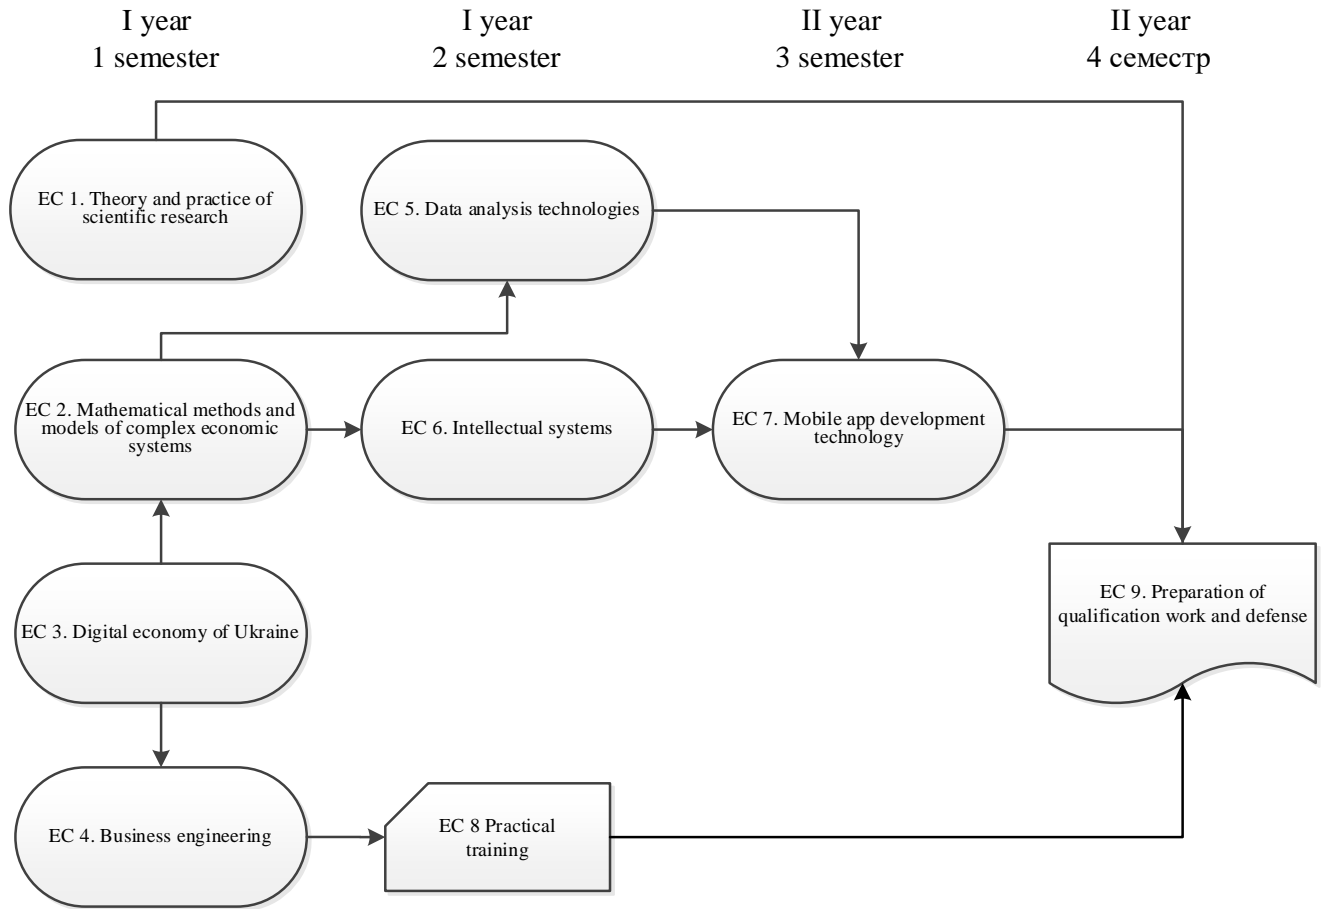 I year
1 semester
I year
2 semester
II year
3 semester
II year
4 семестр
EC 1. Theory and practice of
scientific research
EC 5. Data analysis technologies
EC 2. Mathematical methods and
models of complex economic
systems
EC 6. Intellectual systems
EC 7. Mobile app development
technology
EC 3. Digital economy of Ukraine
EC 9. Preparation of
qualification work and defense
EC 4. Business engineering
EC 8 Practical
training